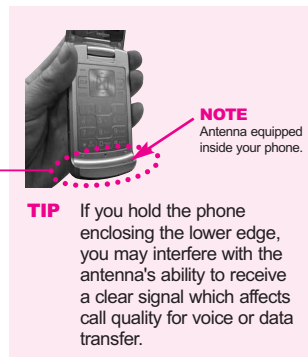 NOTE
Antenna equipped
inside your phone.
TIP If you hold the phone
enclosing the lower edge,
you may interfere with the
antenna's ability to receive
a clear signal which affects
call quality for voice or data
transfer.